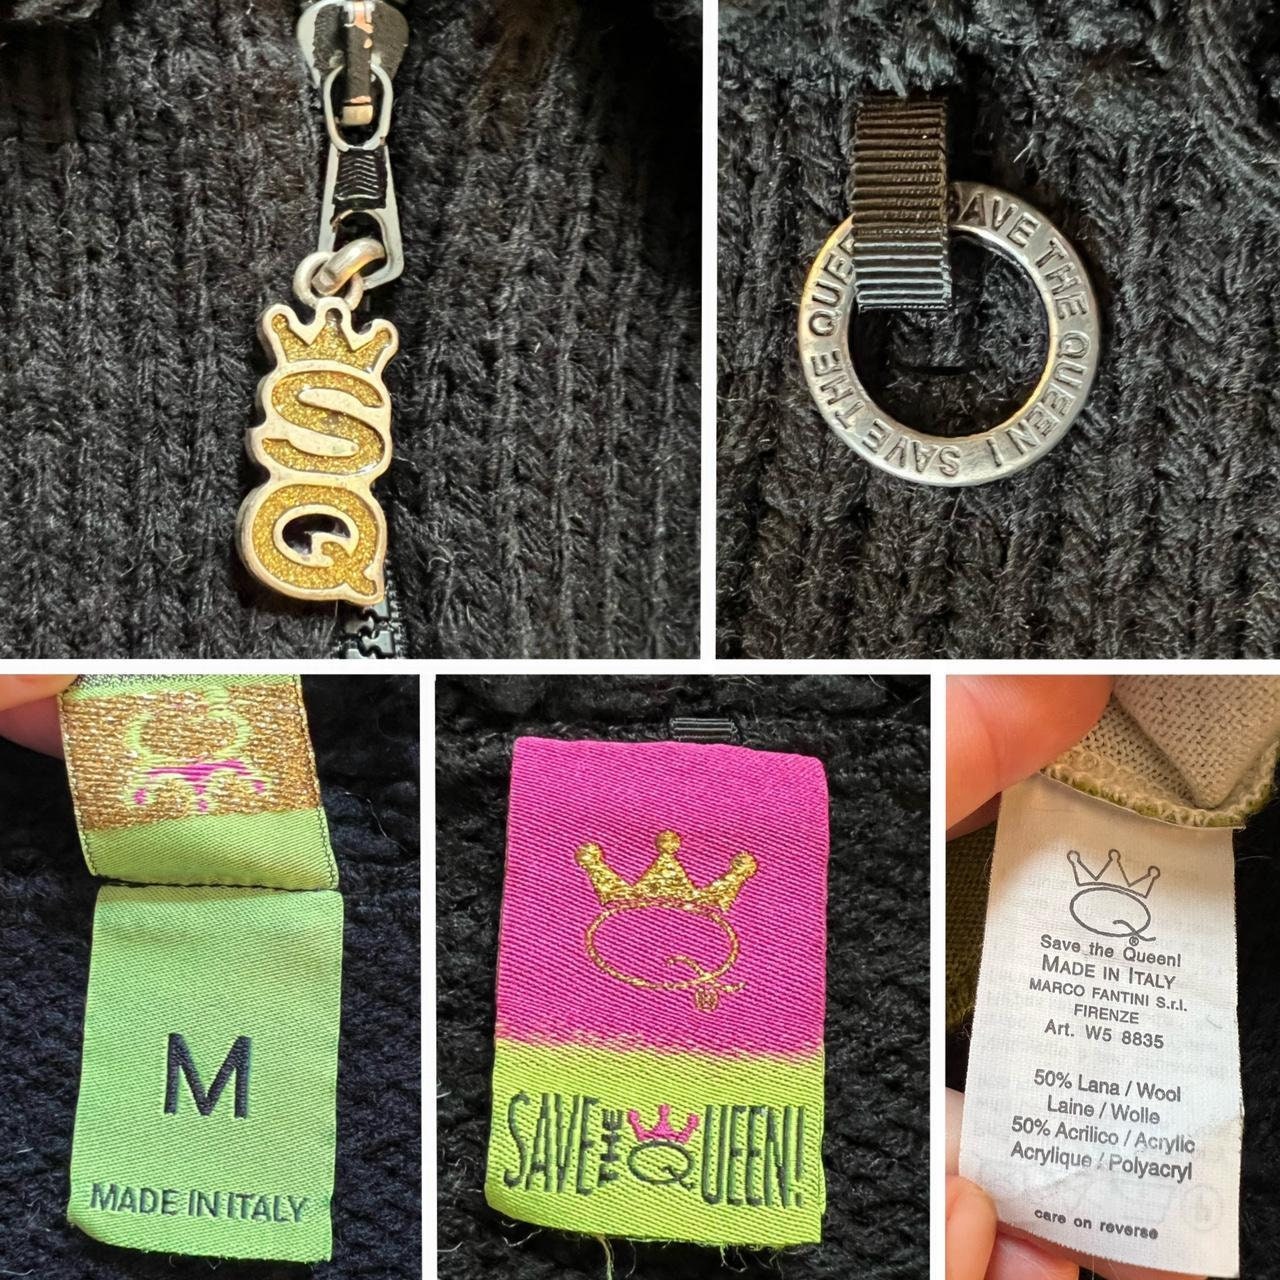 SQ
SAVE THE QUEEN! SAVE THE QUEE
M
MADE IN ITALY
Q
®
SAVE THE QUEEN!
Q®
Save the Queen!
MADE IN ITALY
MARCO FANTINI S.r.l.
FIRENZE
Art. W5 8835
50% Lana / Wool
Laine / Wolle
50% Acrilico / Acrylic
Acrylique / Polyacryl
care on reverse